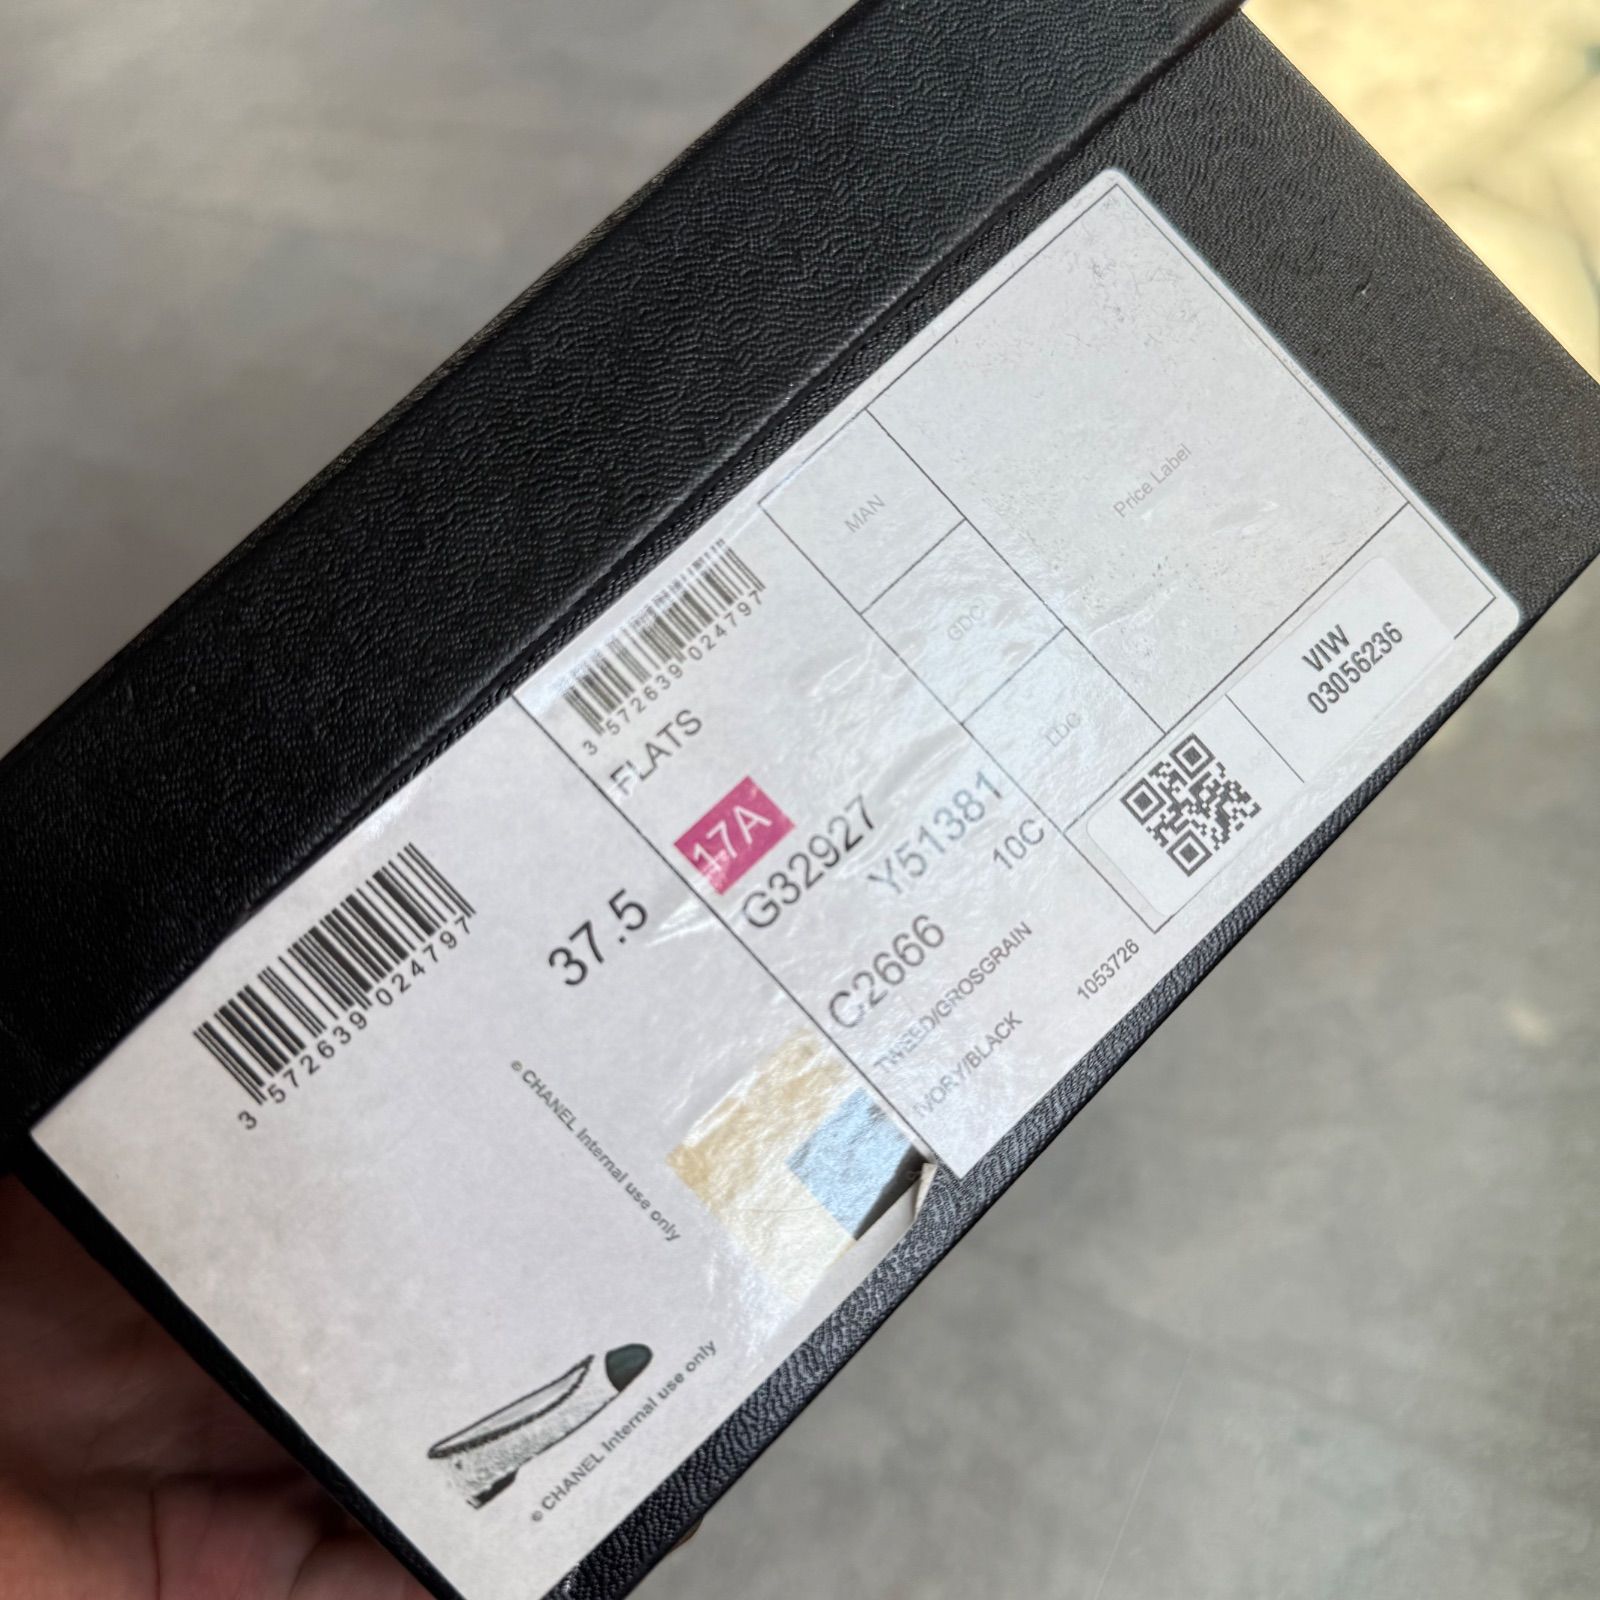 3 572639 024797
37.5
© CHANEL Internal use only
© CHANEL Internal use only
3 572639 024797
FLATS
17A
G32927
Y51381
C2666
10C
TWEED/GROSGRAIN
IVORY/BLACK
1053726
MAN
GDC
LDG
Price Label
VIW
03056236